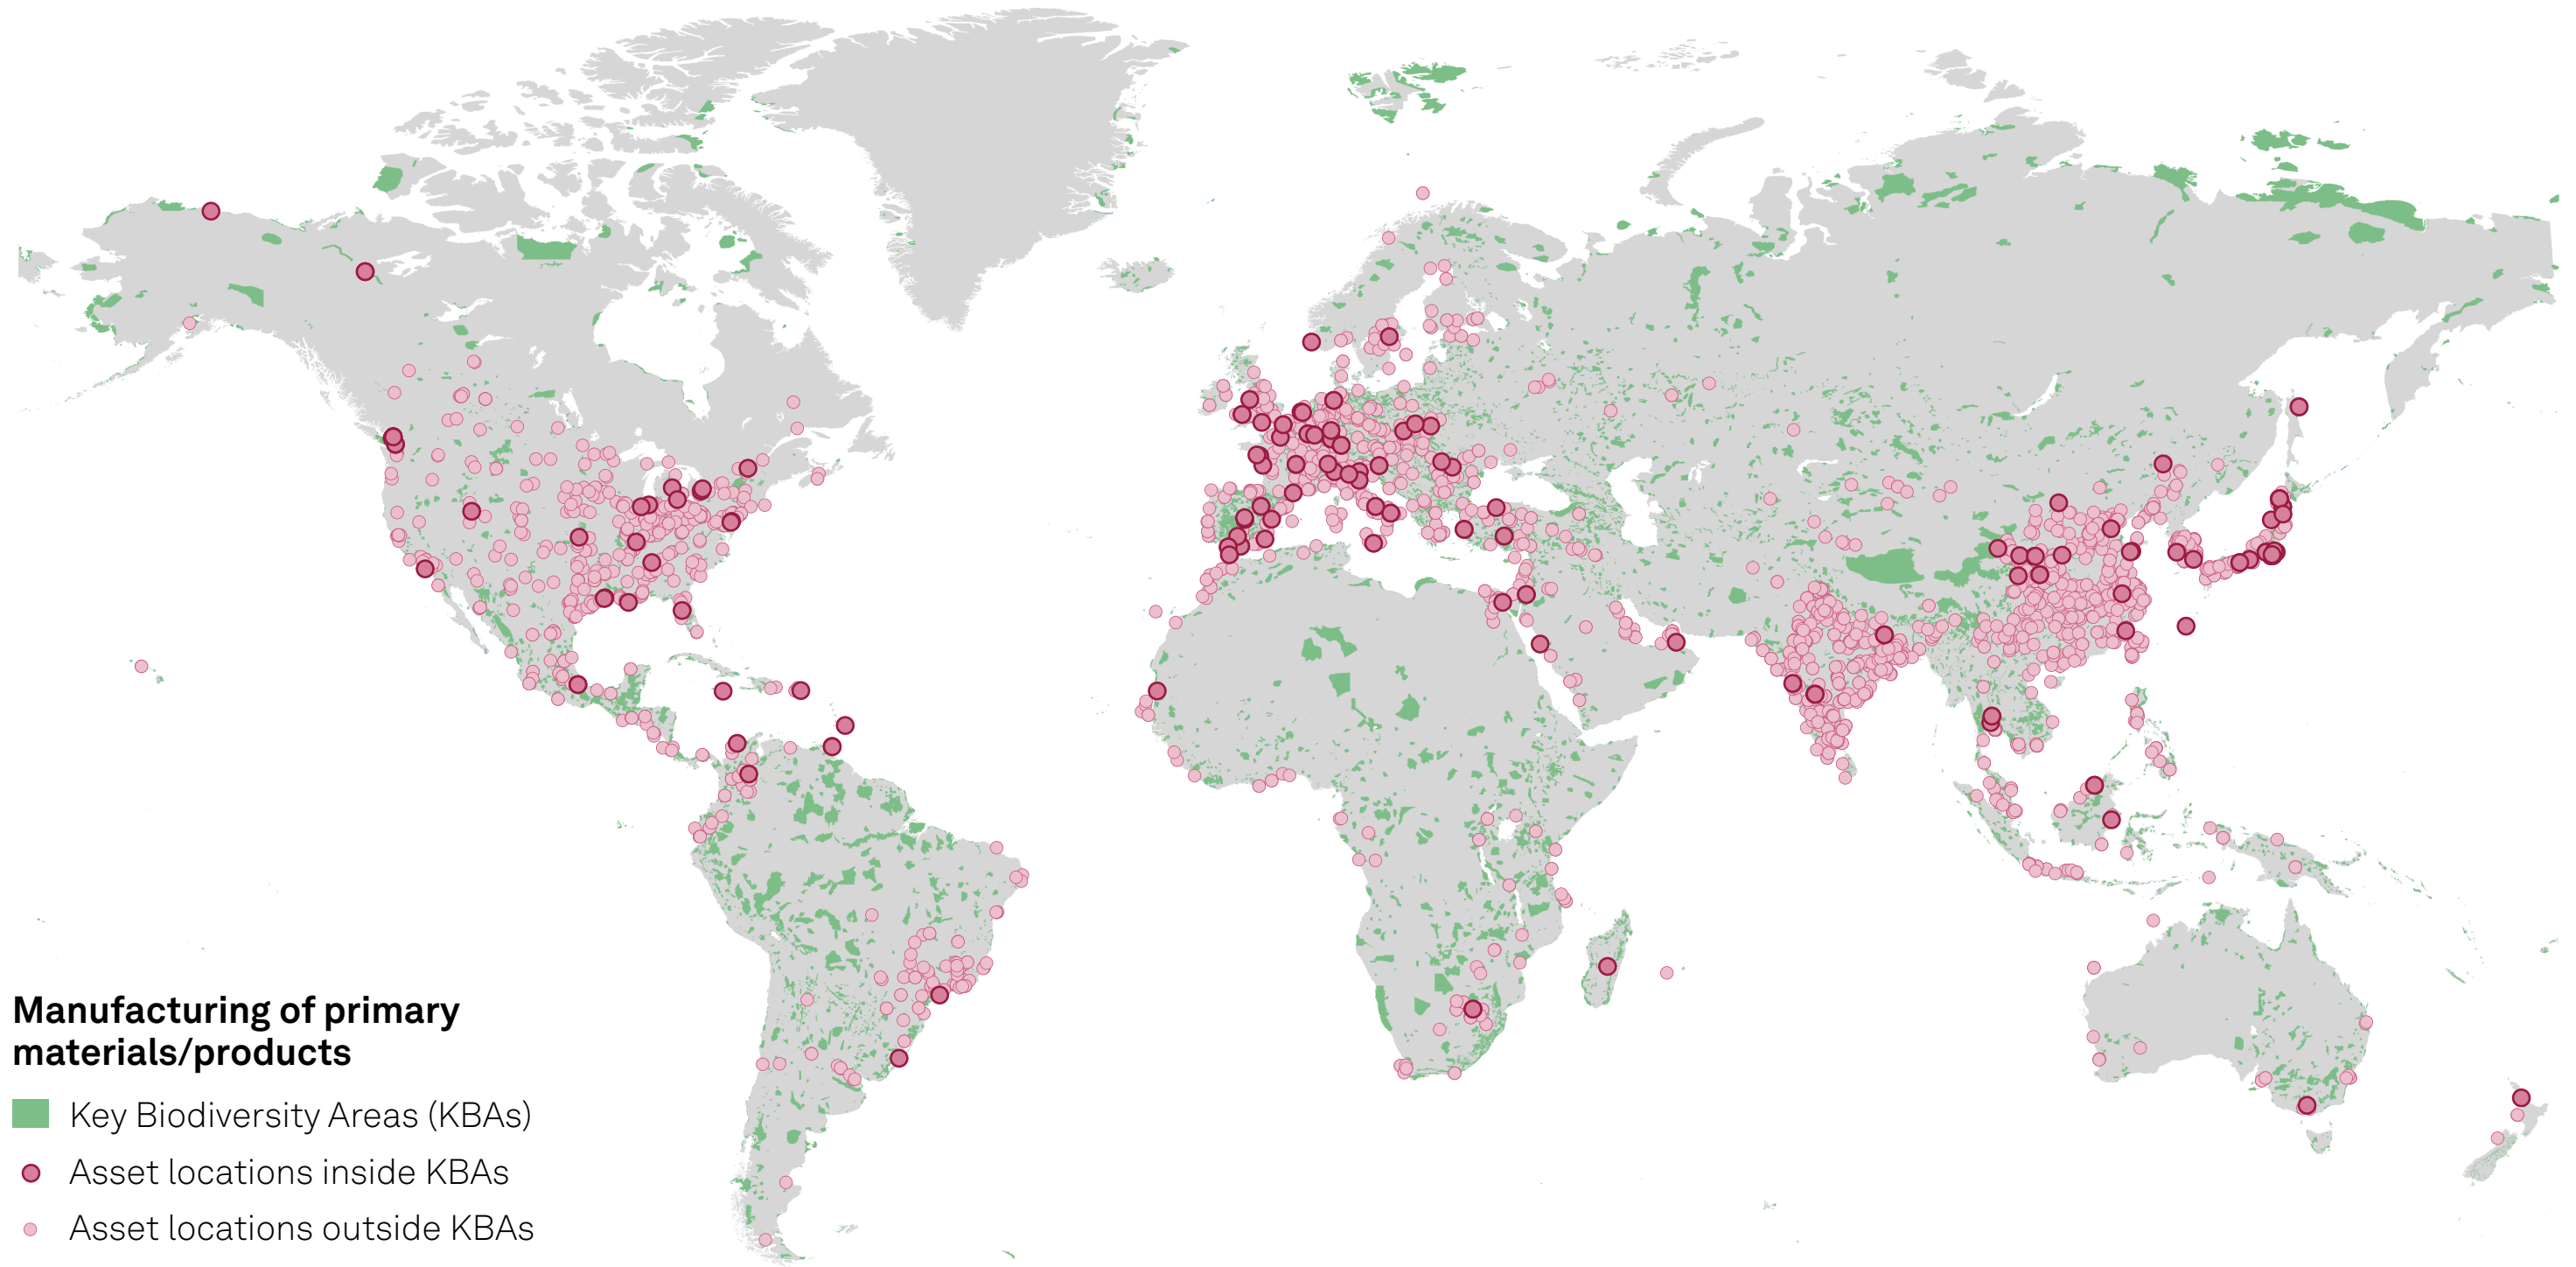 Manufacturing of primary
materials/products
Key Biodiversity Areas (KBAs)
Asset locations inside KBAs
Asset locations outside KBAs